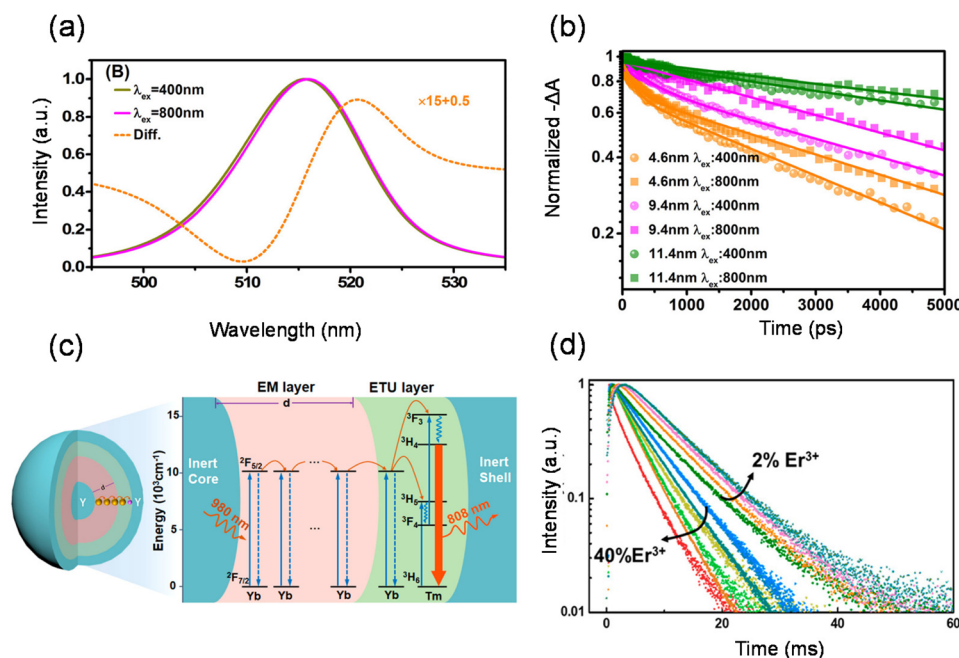 (a)
(B)
λex=400nm
λex=800nm
Diff.
×15+0.5
Intensity (a.u.)
1.0
0.8
0.6
0.4
0.2
0.0
500
510
520
530
Wavelength (nm)
(b)
Normalized -ΔA
1
0.8
0.6
0.4
0.2
4.6nm λex:400nm
4.6nm λex:800nm
9.4nm λex:400nm
9.4nm λex:800nm
11.4nm λex:400nm
11.4nm λex:800nm
0
1000
2000
3000
4000
5000
Time (ps)
(c)
d
Y
Y
EM layer
ETU layer
d
Energy (10³cm⁻¹)
15
10
5
0
Inert
Core
²F5/2
...
³F3
³H4
³H5
³F4
Inert
Shell
980 nm
...
808 nm
²F7/2
³H6
Yb
Yb
Yb
Yb
Tm
(d)
Intensity (a.u.)
1
0.1
0.01
2% Er³⁺
40%Er³⁺
0
20
40
60
Time (ms)